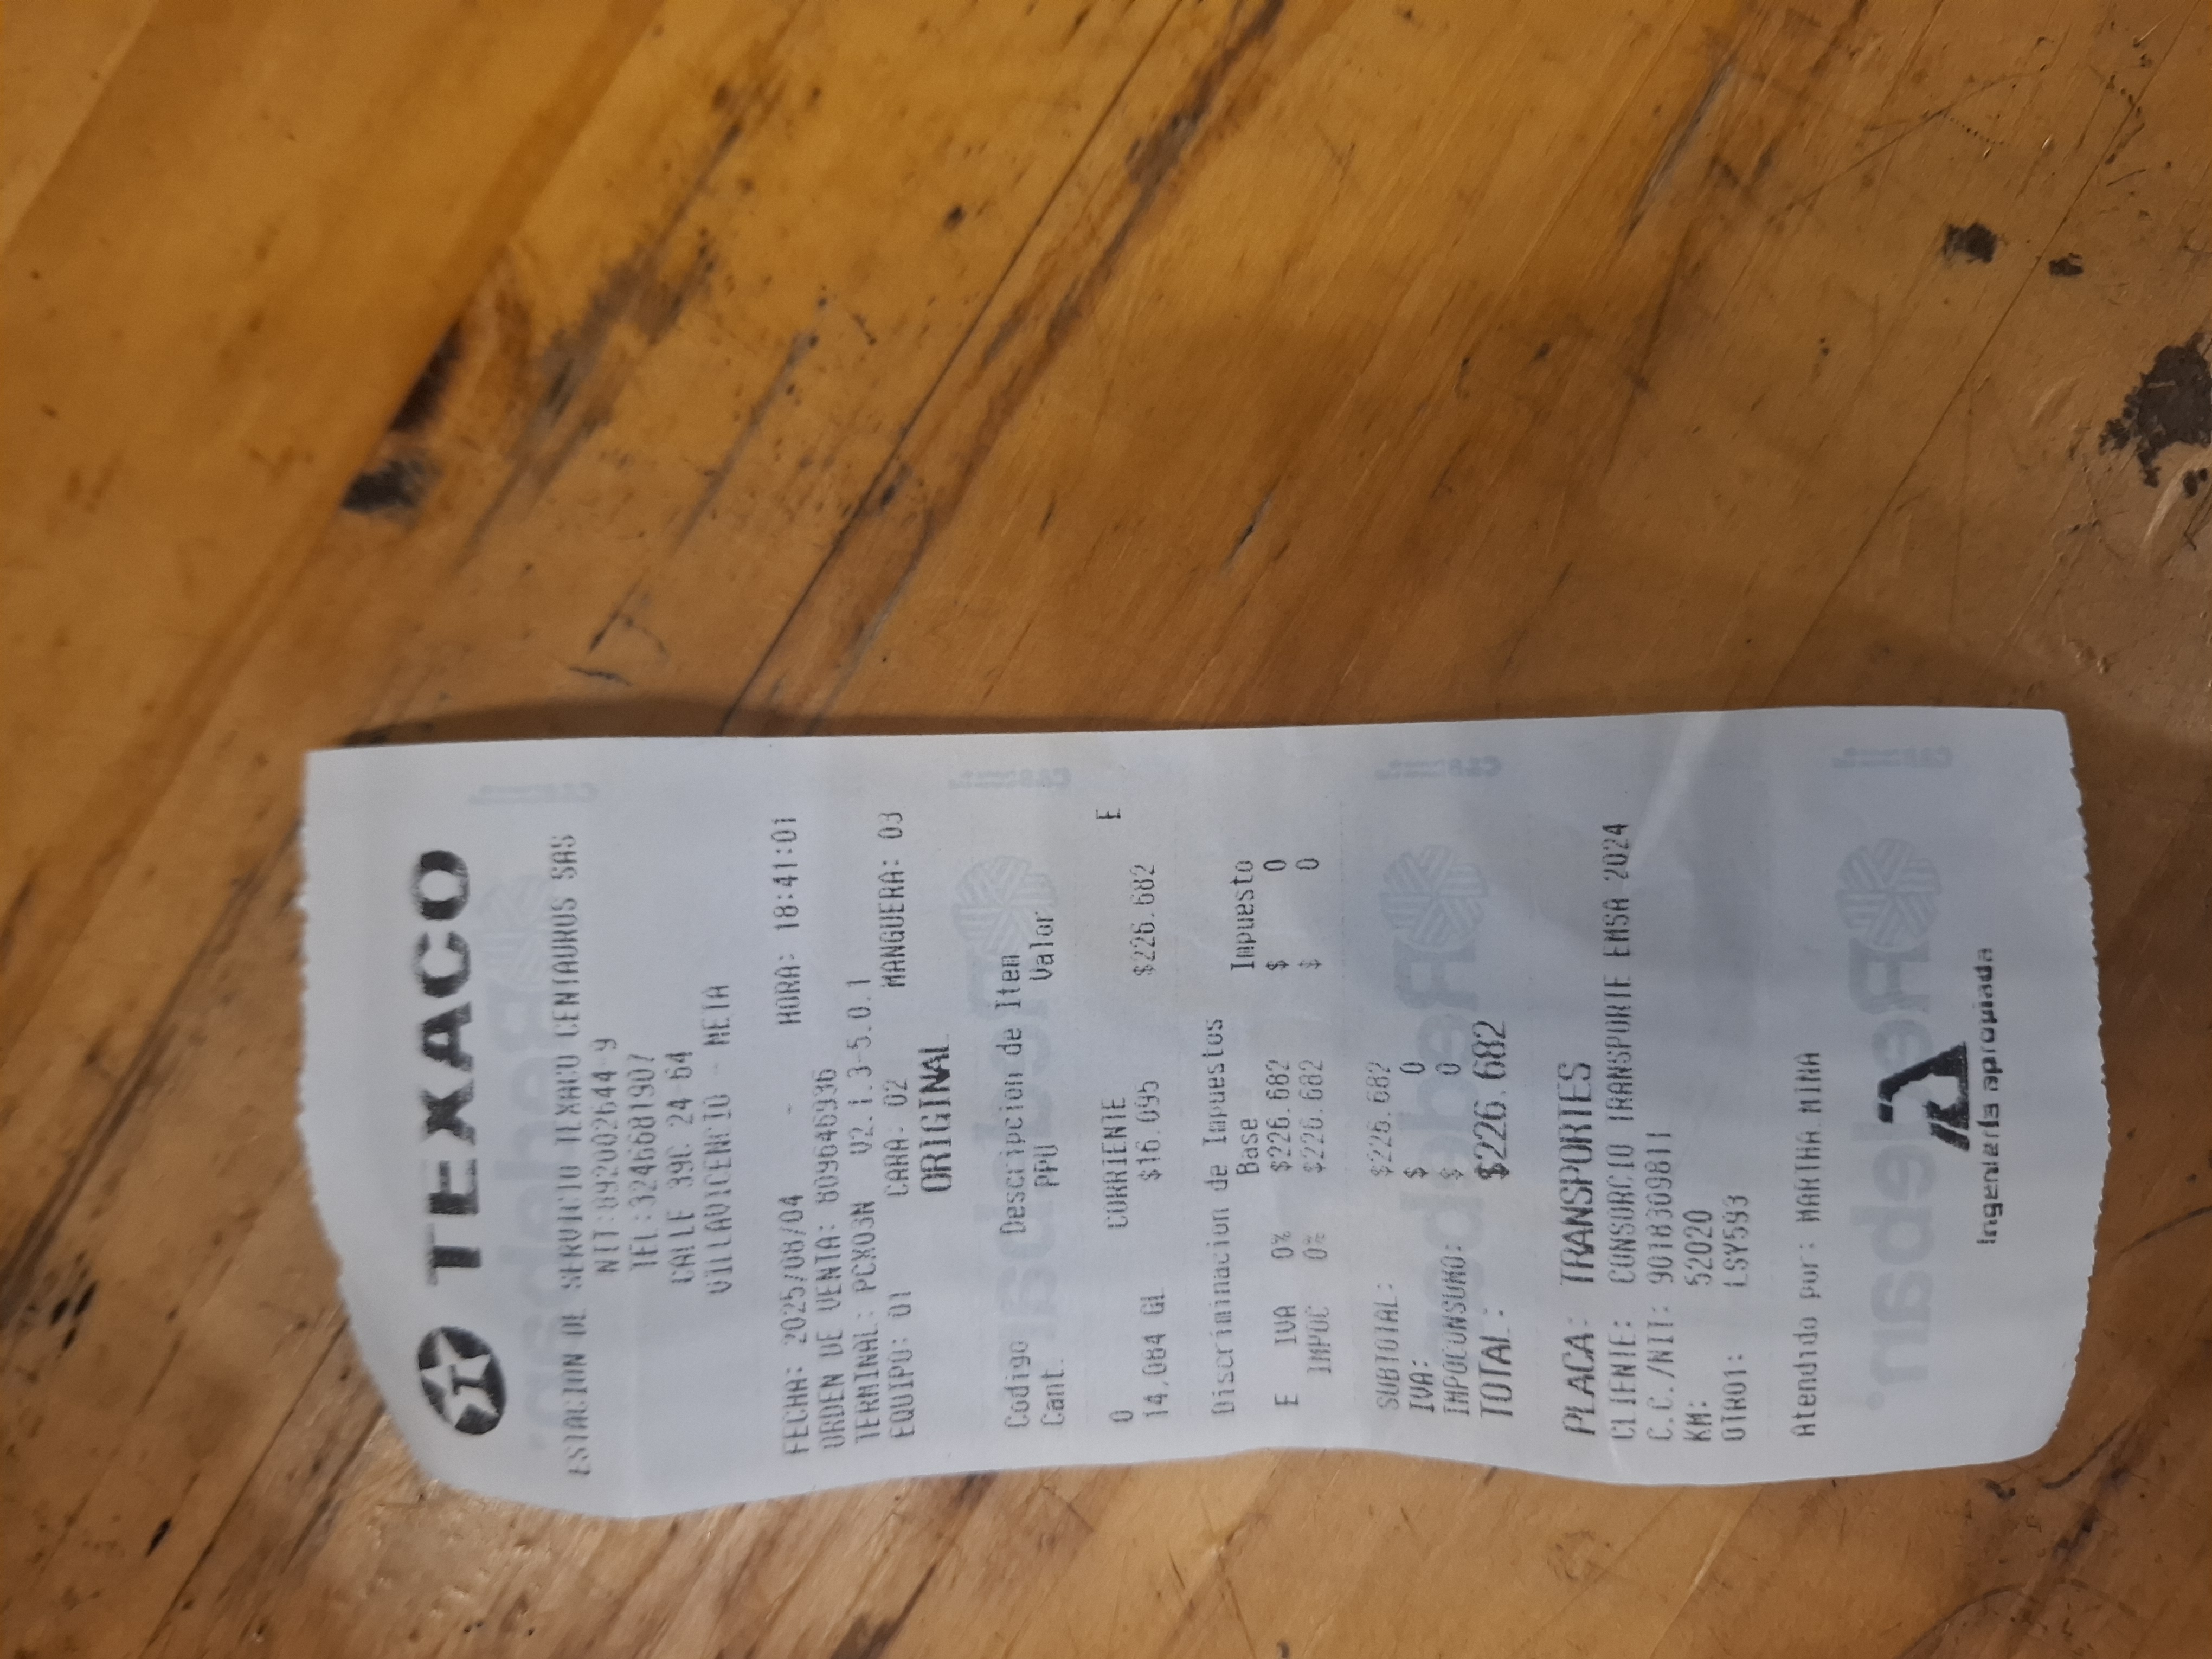 TEXACO
ESTACION DE SERVICIO TEXACO CENTAURUS SAS
NIT:892002644-9
TEL:3246681907
CALLE 39C 24 64
VILLAVICENCIO - META
FECHA: 2025/08/04 - HORA: 18:41:01
ORDEN DE VENTA: 809646936
TERMINAL: PCX03N V2.1.3-5.0.1
EQUIPO: 01 CARA: 02 MANGUERA: 03
ORIGINAL
Codigo Descripcion de Item
Cant. PPU Valor
0 CORRIENTE E
14,084 GL $16.095 $226.682
Discriminacion de Impuestos
Base Impuesto
E IVA 0% $226.682 $ 0
IMPOC 0% $226.682 $ 0
SUBTOTAL: $226.682
IVA: $ 0
IMPOCONSUMO: $ 0
TOTAL: $226.682
PLACA: TRANSPORTES
CLIENTE: CONSORCIO TRANSPORTE EMSA 2024
C.C./NIT: 901830981
KM: 52020
OTRO1: LSY593
Atendido por: MARTHA MINA
Ingeniería apropiada